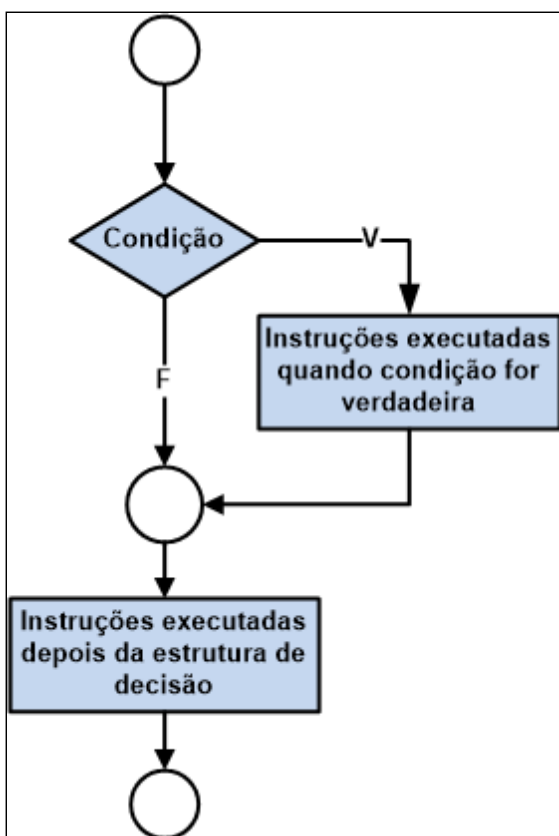 Condição
V
Instruções executadas
quando condição for
verdadeira
F
Instruções executadas
depois da estrutura de
decisão